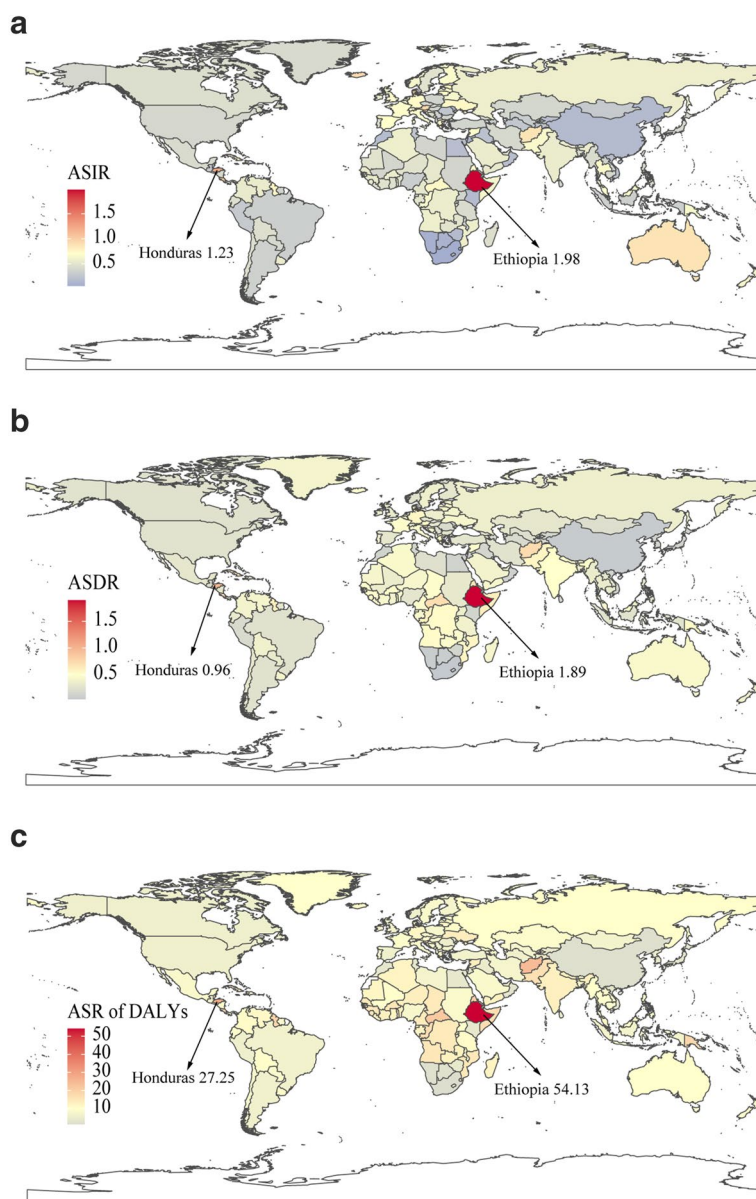 a
ASIR
1.5
1.0
0.5
Honduras 1.23
Ethiopia 1.98
b
ASDR
1.5
1.0
0.5
Honduras 0.96
Ethiopia 1.89
c
ASR of DALYs
50
40
30
20
10
Honduras 27.25
Ethiopia 54.13